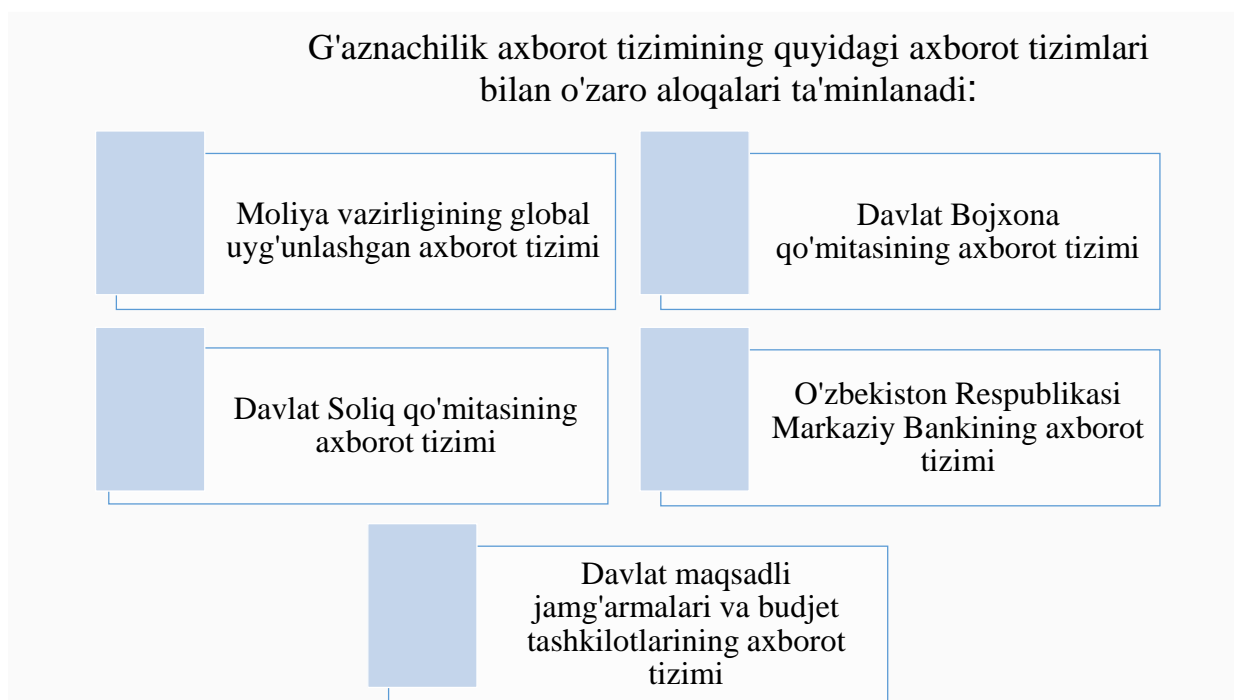 G'aznachilik axborot tizimining quyidagi axborot tizimlari
bilan o'zaro aloqalari ta'minlanadi:
Moliya vazirligining global
uyg'unlashgan axborot tizimi
Davlat Bojxona
qo'mitasining axborot tizimi
Davlat Soliq qo'mitasining
axborot tizimi
O'zbekiston Respublikasi
Markaziy Bankining axborot
tizimi
Davlat maqsadli
jamg'armalari va budjet
tashkilotlarining axborot
tizimi